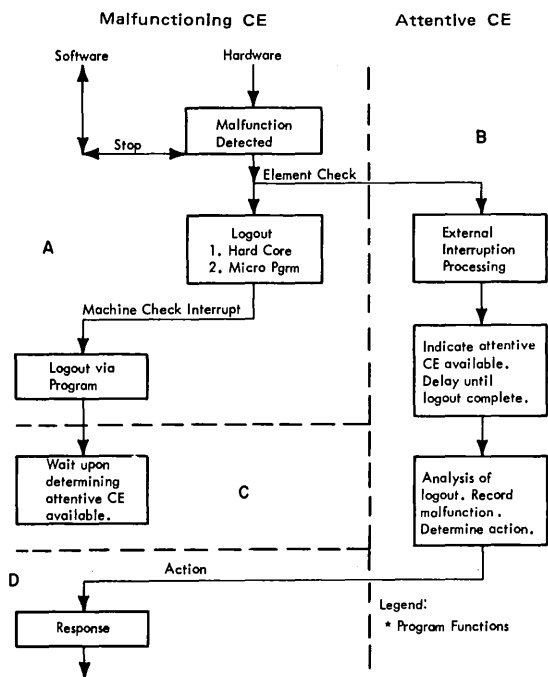 Malfunctioning CE
Attentive CE
Software
Hardware
Malfunction
Detected
Stop
B
Element Check
A
Logout
1. Hard Core
2. Micro Pgrm
External
Interruption
Processing
Machine Check Interrupt
Logout via
Program
Indicate attentive
CE available.
Delay until
logout complete.
Wait upon
determining
attentive CE
available.
C
Analysis of
logout. Record
malfunction.
Determine action.
D
Action
Response
Legend:
* Program Functions